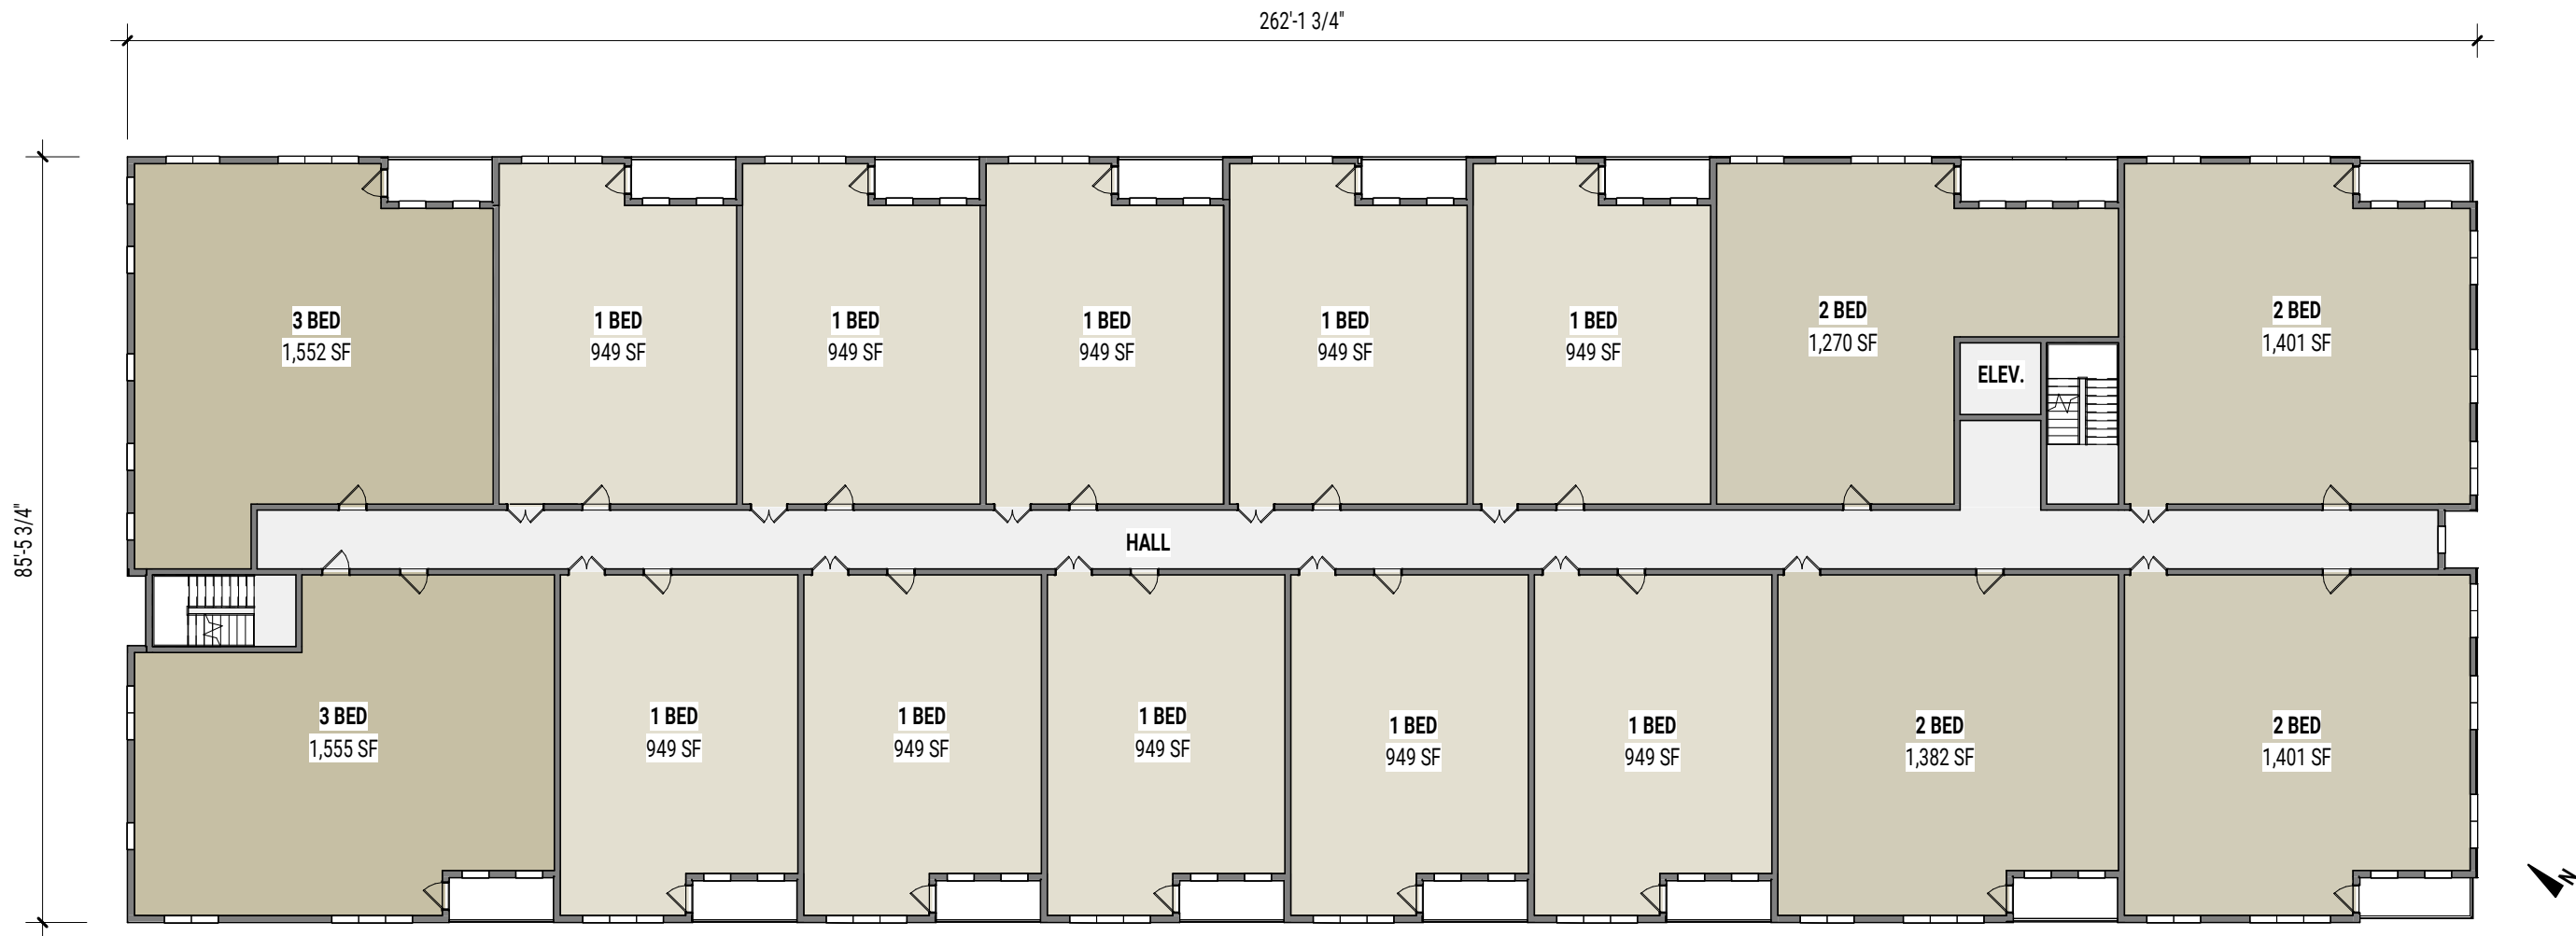 262'-1 3/4"
85'-5 3/4"
3 BED
1,552 SF
1 BED
949 SF
1 BED
949 SF
1 BED
949 SF
1 BED
949 SF
1 BED
949 SF
2 BED
1,270 SF
2 BED
1,401 SF
ELEV.
HALL
3 BED
1,555 SF
1 BED
949 SF
1 BED
949 SF
1 BED
949 SF
1 BED
949 SF
1 BED
949 SF
2 BED
1,382 SF
2 BED
1,401 SF
N